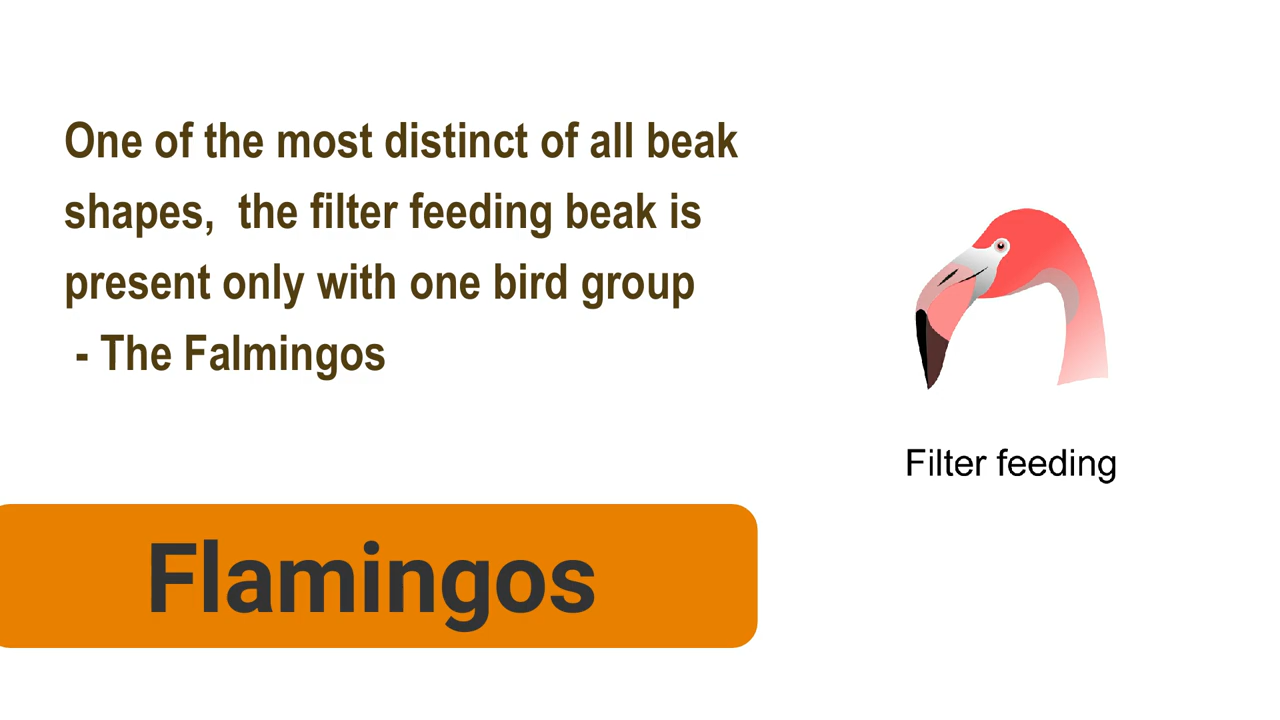 One of the most distinct of all beak
shapes,  the filter feeding beak is
present only with one bird group
- The Falmingos
Filter feeding
Flamingos